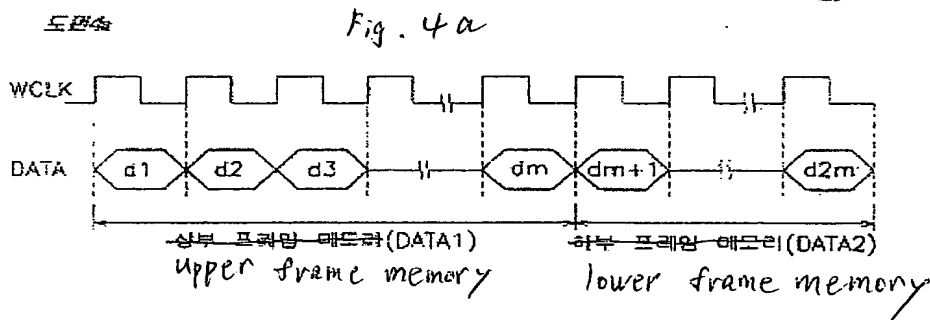 도면4a
Fig. 4a
WCLK
DATA d1 d2 d3 dm dm+1 d2m
상부 프레임 메모리(DATA1) 하부 프레임 메모리(DATA2)
upper frame memory lower frame memory